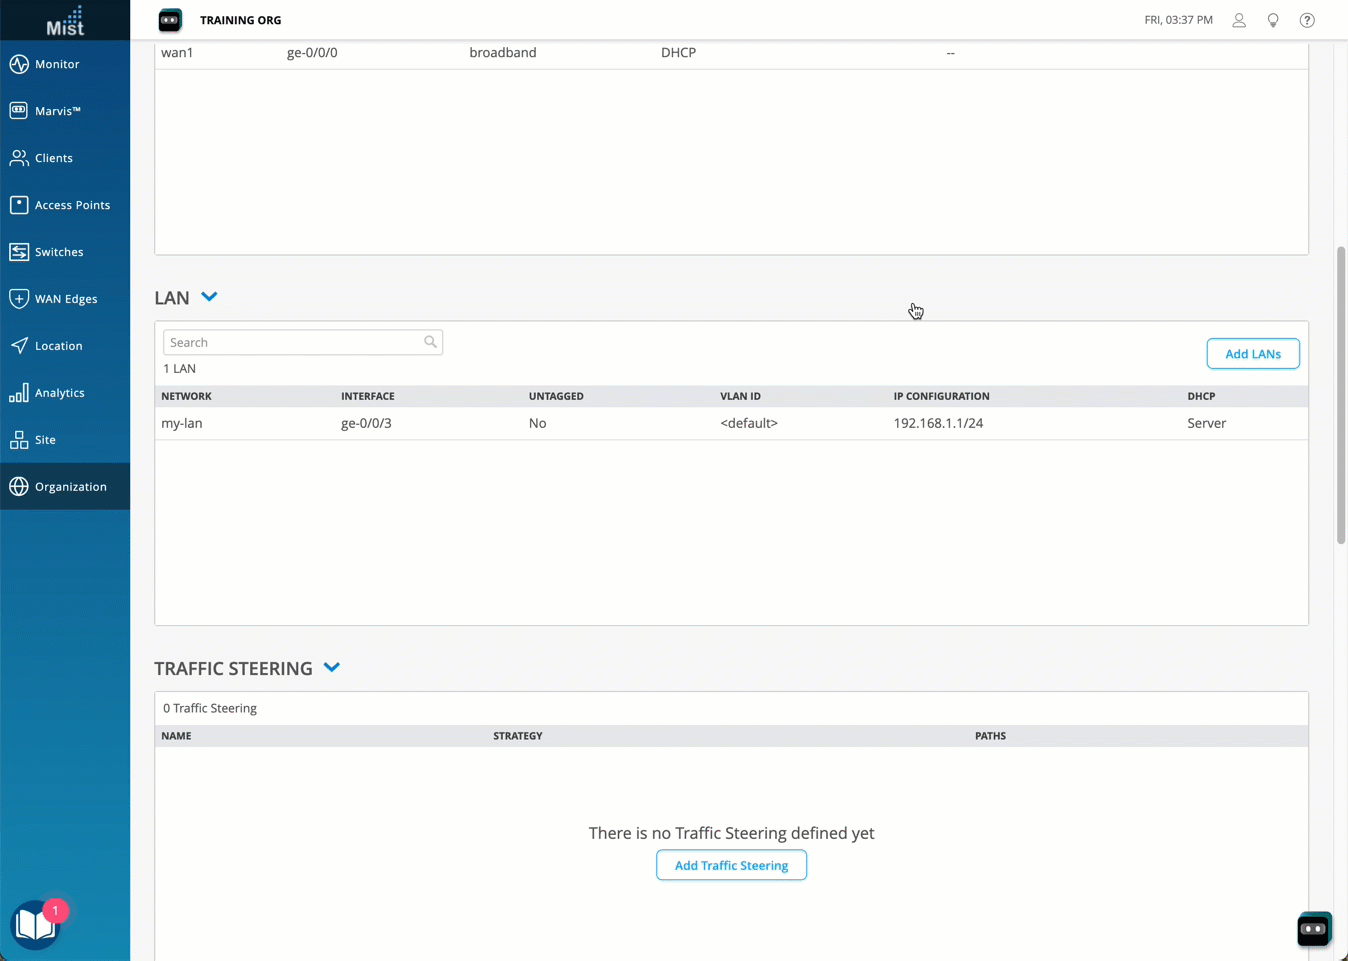 Mist
TRAINING ORG
FRI, 03:37 PM
?
Monitor
Marvis™
Clients
Access Points
Switches
WAN Edges
Location
Analytics
Site
Organization
1
wan1 ge-0/0/0 broadband DHCP --
LAN
Search
1 LAN
Add LANs
NETWORK INTERFACE UNTAGGED VLAN ID IP CONFIGURATION DHCP
my-lan ge-0/0/3 No <default> 192.168.1.1/24 Server
TRAFFIC STEERING
0 Traffic Steering
NAME STRATEGY PATHS
There is no Traffic Steering defined yet
Add Traffic Steering